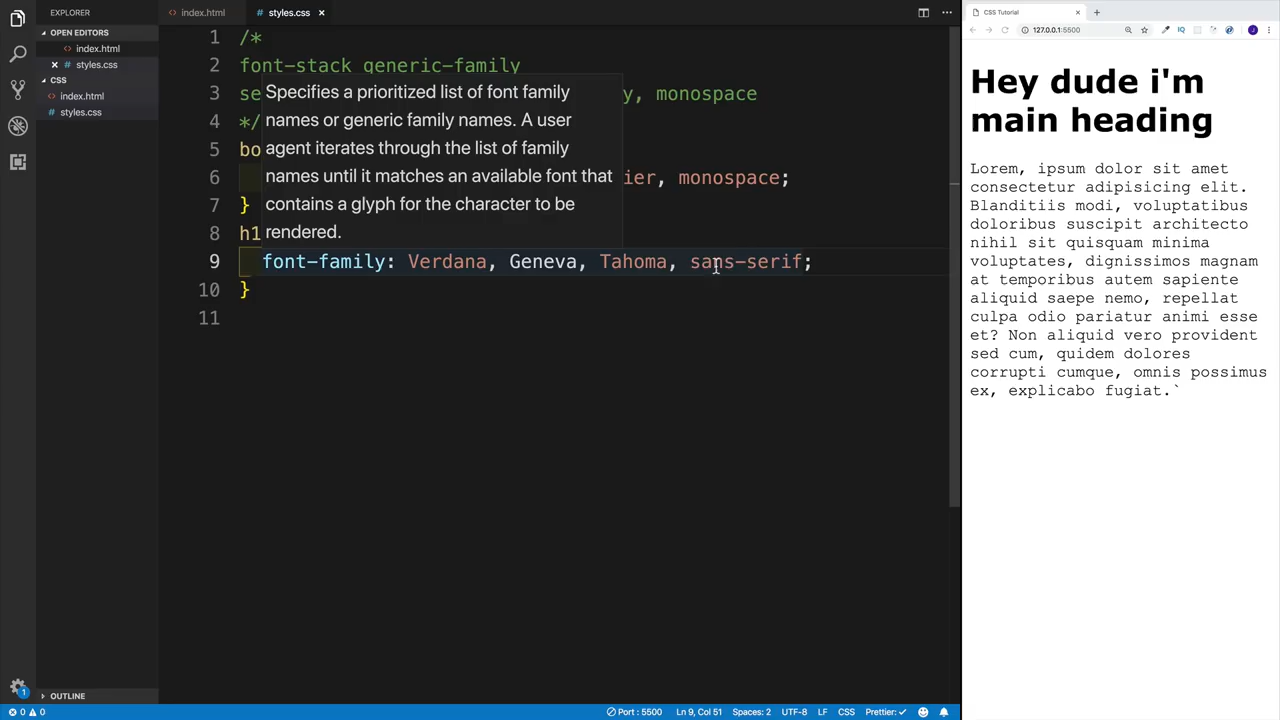 EXPLORER
OPEN EDITORS
index.html
styles.css
CSS
index.html
styles.css
OUTLINE
index.html
styles.css
1 /*
2 font-stack generic-family
3 se y, monospace
4 */
5 bo
6 ier, monospace;
7 }
8 h1
9 font-family: Verdana, Geneva, Tahoma, sans-serif;
10 }
11
Specifies a prioritized list of font family
names or generic family names. A user
agent iterates through the list of family
names until it matches an available font that
contains a glyph for the character to be
rendered.
1
0 0
Port : 5500
Ln 9, Col 51
Spaces: 2
UTF-8
LF
CSS
Prettier: ✓
CSS Tutorial
127.0.0.1:5500
IQ
J
Hey dude i'm
main heading
Lorem, ipsum dolor sit amet
consectetur adipisicing elit.
Blanditiis modi, voluptatibus
doloribus suscipit architecto
nihil sit quisquam minima
voluptates, dignissimos magnam
at temporibus autem sapiente
aliquid saepe nemo, repellat
culpa odio pariatur animi esse
et? Non aliquid vero provident
sed cum, quidem dolores
corrupti cumque, omnis possimus
ex, explicabo fugiat.`